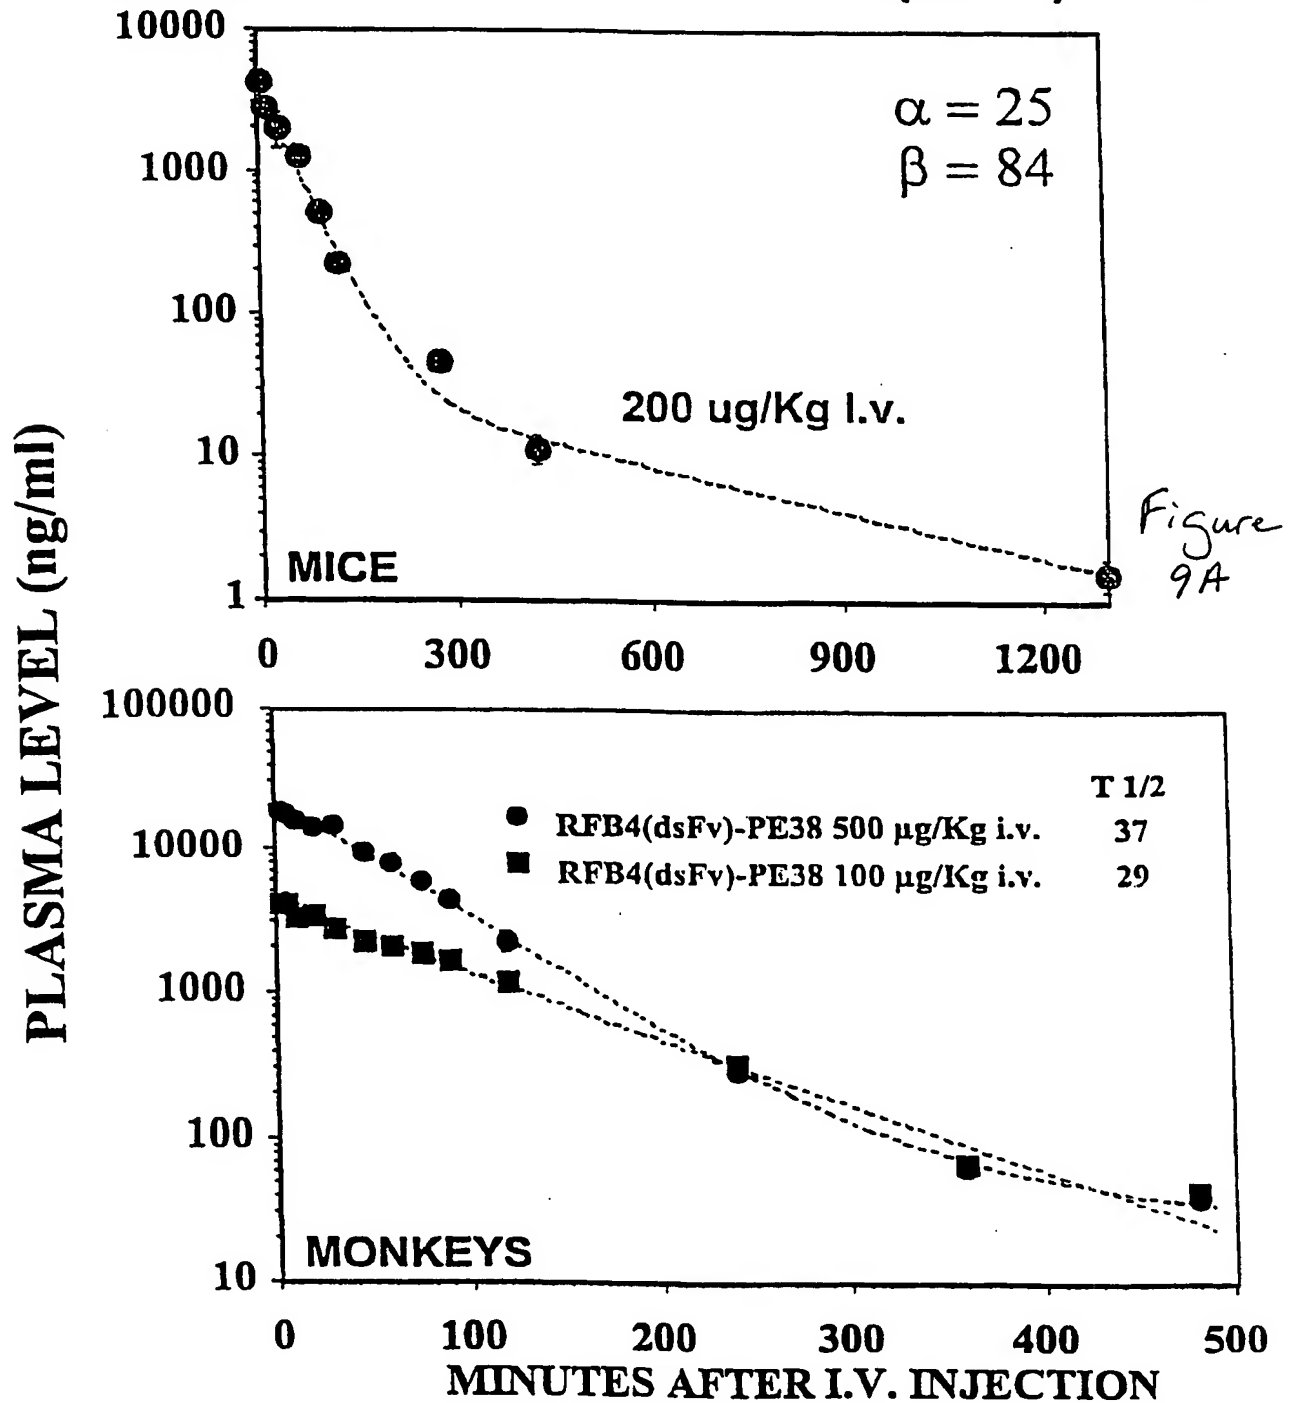 10000
α = 25
β = 84
1000
100
200 ug/Kg I.v.
10
Figure
9A
MICE
1
0 300 600 900 1200
PLASMA LEVEL (ng/ml)
100000
T 1/2
RFB4(dsFv)-PE38 500 µg/Kg i.v. 37
10000
RFB4(dsFv)-PE38 100 µg/Kg i.v. 29
1000
100
MONKEYS
10
0 100 200 300 400 500
MINUTES AFTER I.V. INJECTION